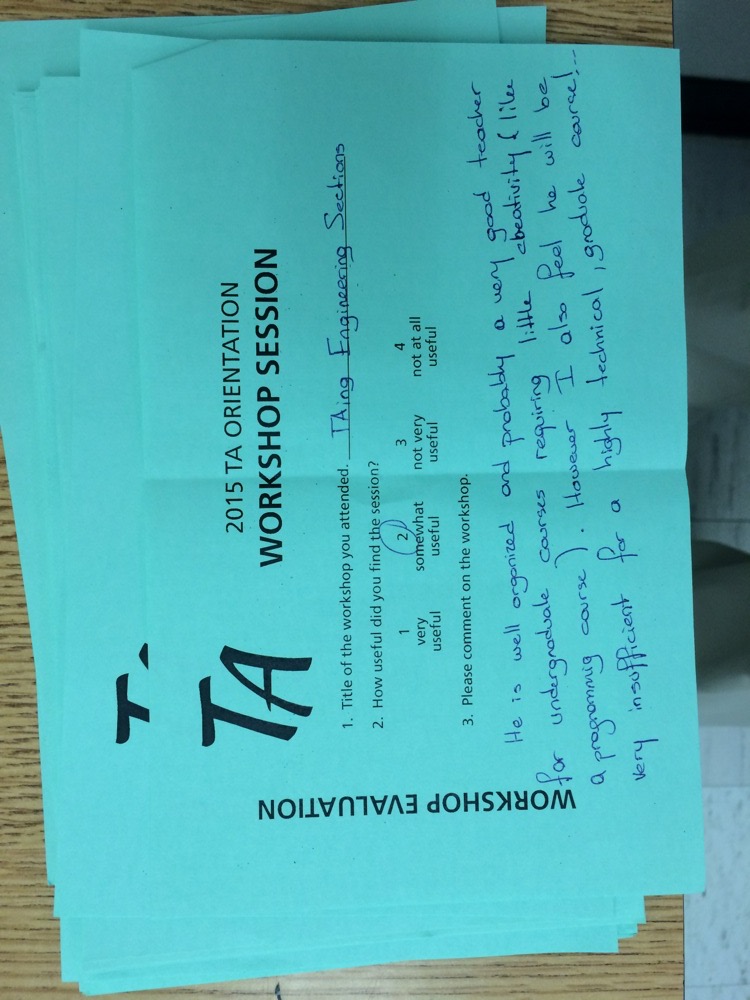 TA
2015 TA ORIENTATION
WORKSHOP SESSION
WORKSHOP EVALUATION
1. Title of the workshop you attended. TAing Engineering Sections
2. How useful did you find the session?
1 2 3 4
very somewhat not very not at all
useful useful useful useful
3. Please comment on the workshop.
He is well organized and probably a very good teacher
for undergraduate courses requiring little creativity (like
a programmig course). However I also feel he will be
very insufficient for a highly technical, graduate course!...